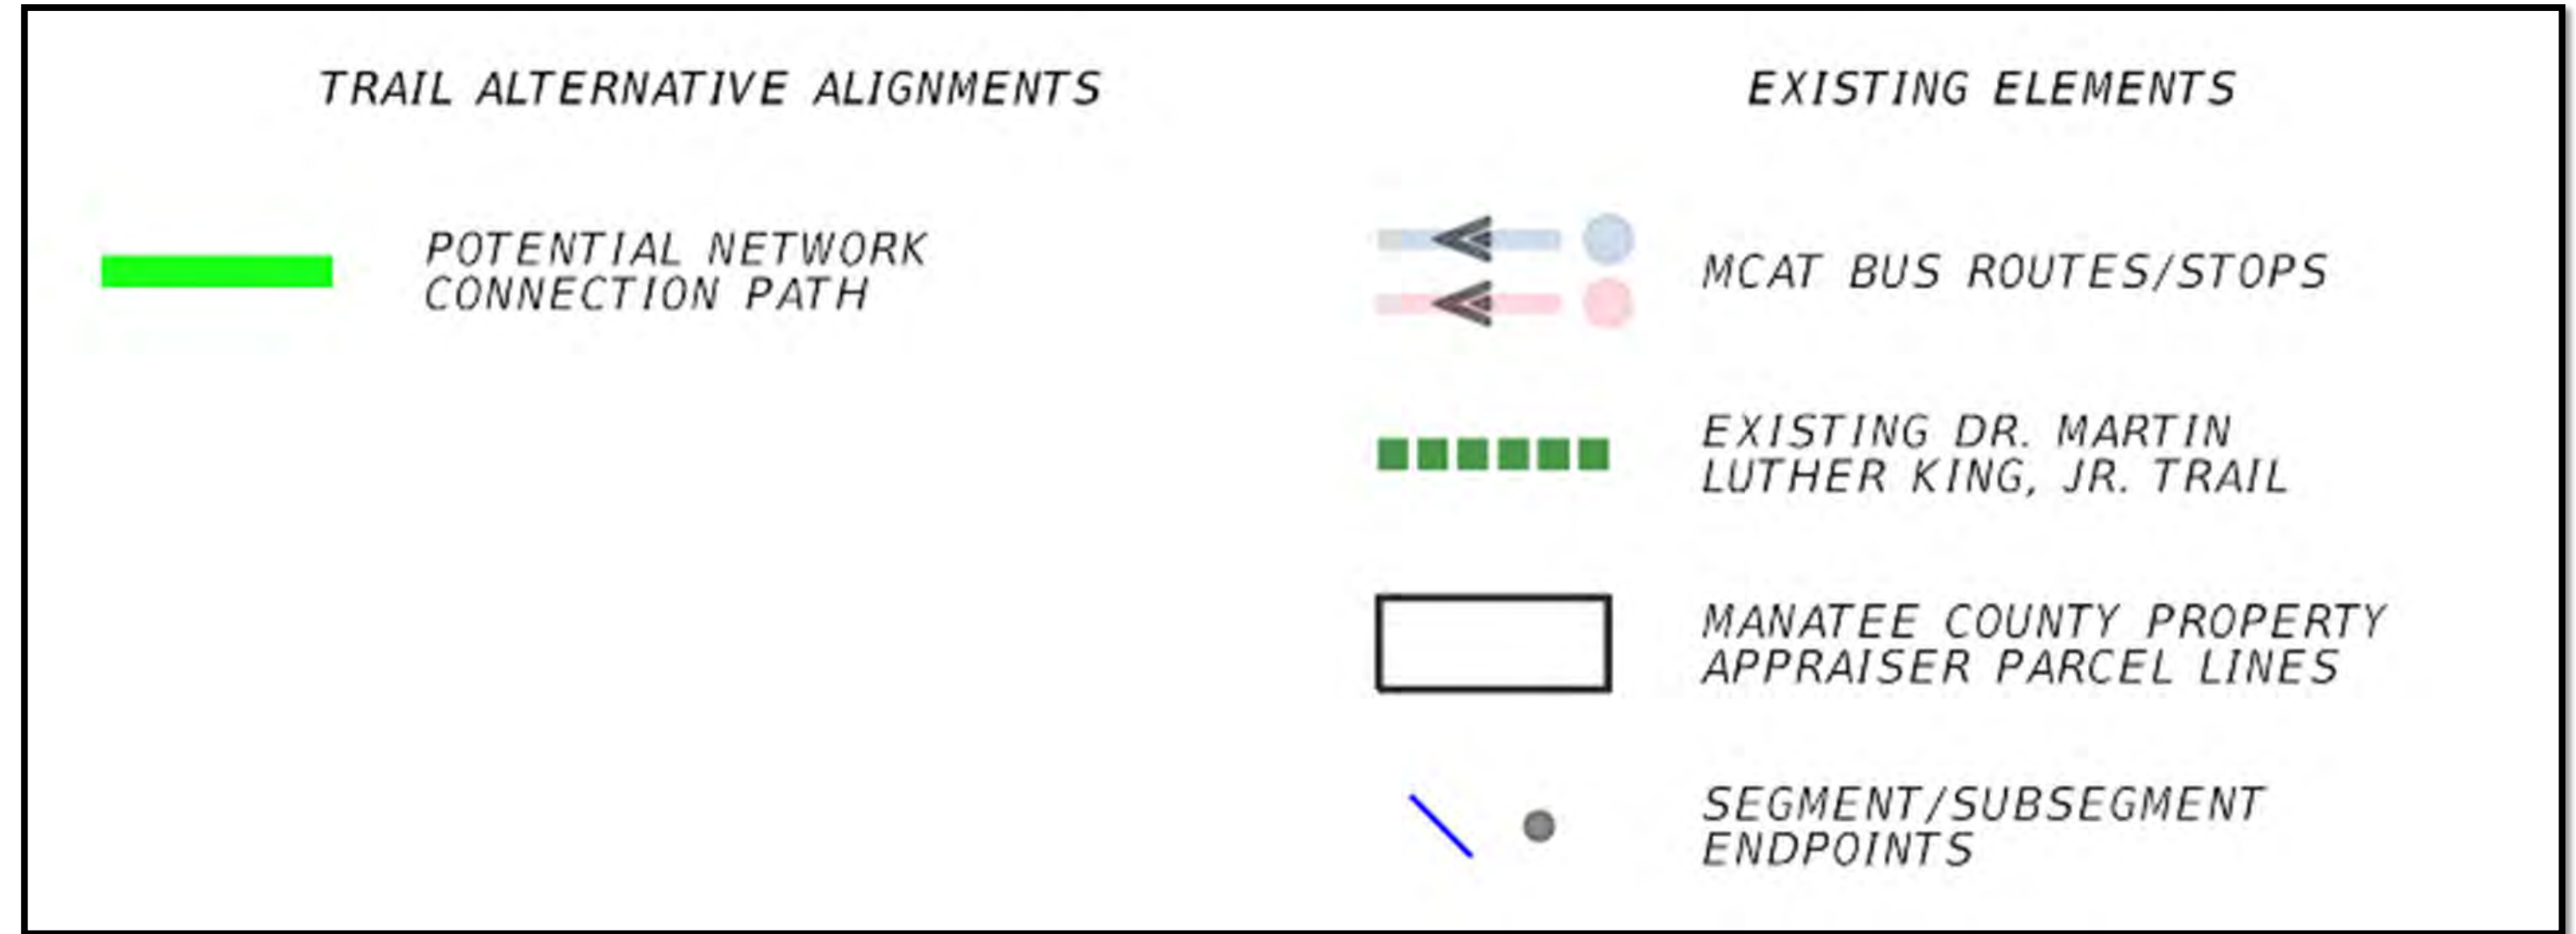 TRAIL ALTERNATIVE ALIGNMENTS
POTENTIAL NETWORK
CONNECTION PATH
EXISTING ELEMENTS
MCAT BUS ROUTES/STOPS
EXISTING DR. MARTIN
LUTHER KING, JR. TRAIL
MANATEE COUNTY PROPERTY
APPRAISER PARCEL LINES
SEGMENT/SUBSEGMENT
ENDPOINTS